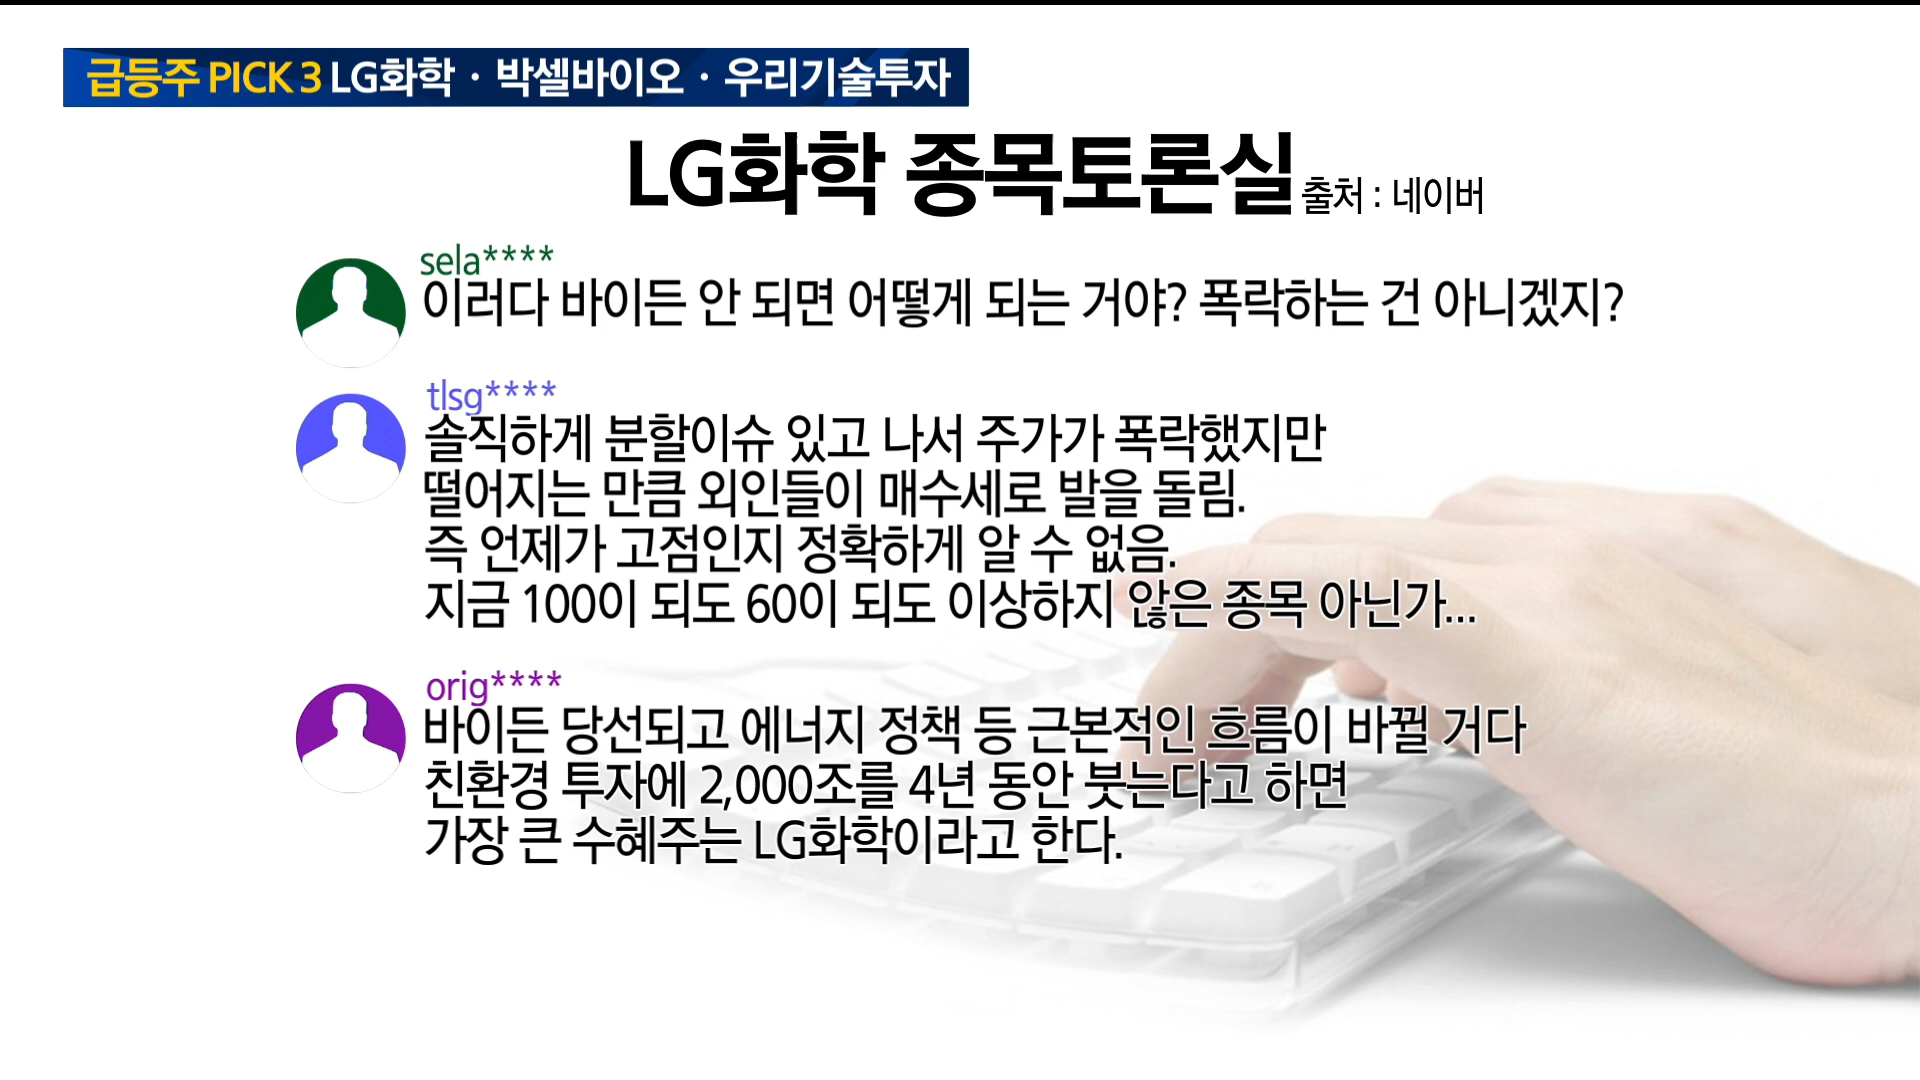 급등주 PICK 3 LG화학 · 박셀바이오 · 우리기술투자
LG화학 종목토론실 출처 : 네이버
sela****
이러다 바이든 안 되면 어떻게 되는 거야? 폭락하는 건 아니겠지?
tlsg****
솔직하게 분할이슈 있고 나서 주가가 폭락했지만
떨어지는 만큼 외인들이 매수세로 발을 돌림.
즉 언제가 고점인지 정확하게 알 수 없음.
지금 100이 되도 60이 되도 이상하지 않은 종목 아닌가...
orig****
바이든 당선되고 에너지 정책 등 근본적인 흐름이 바뀔 거다
친환경 투자에 2,000조를 4년 동안 붓는다고 하면
가장 큰 수혜주는 LG화학이라고 한다.